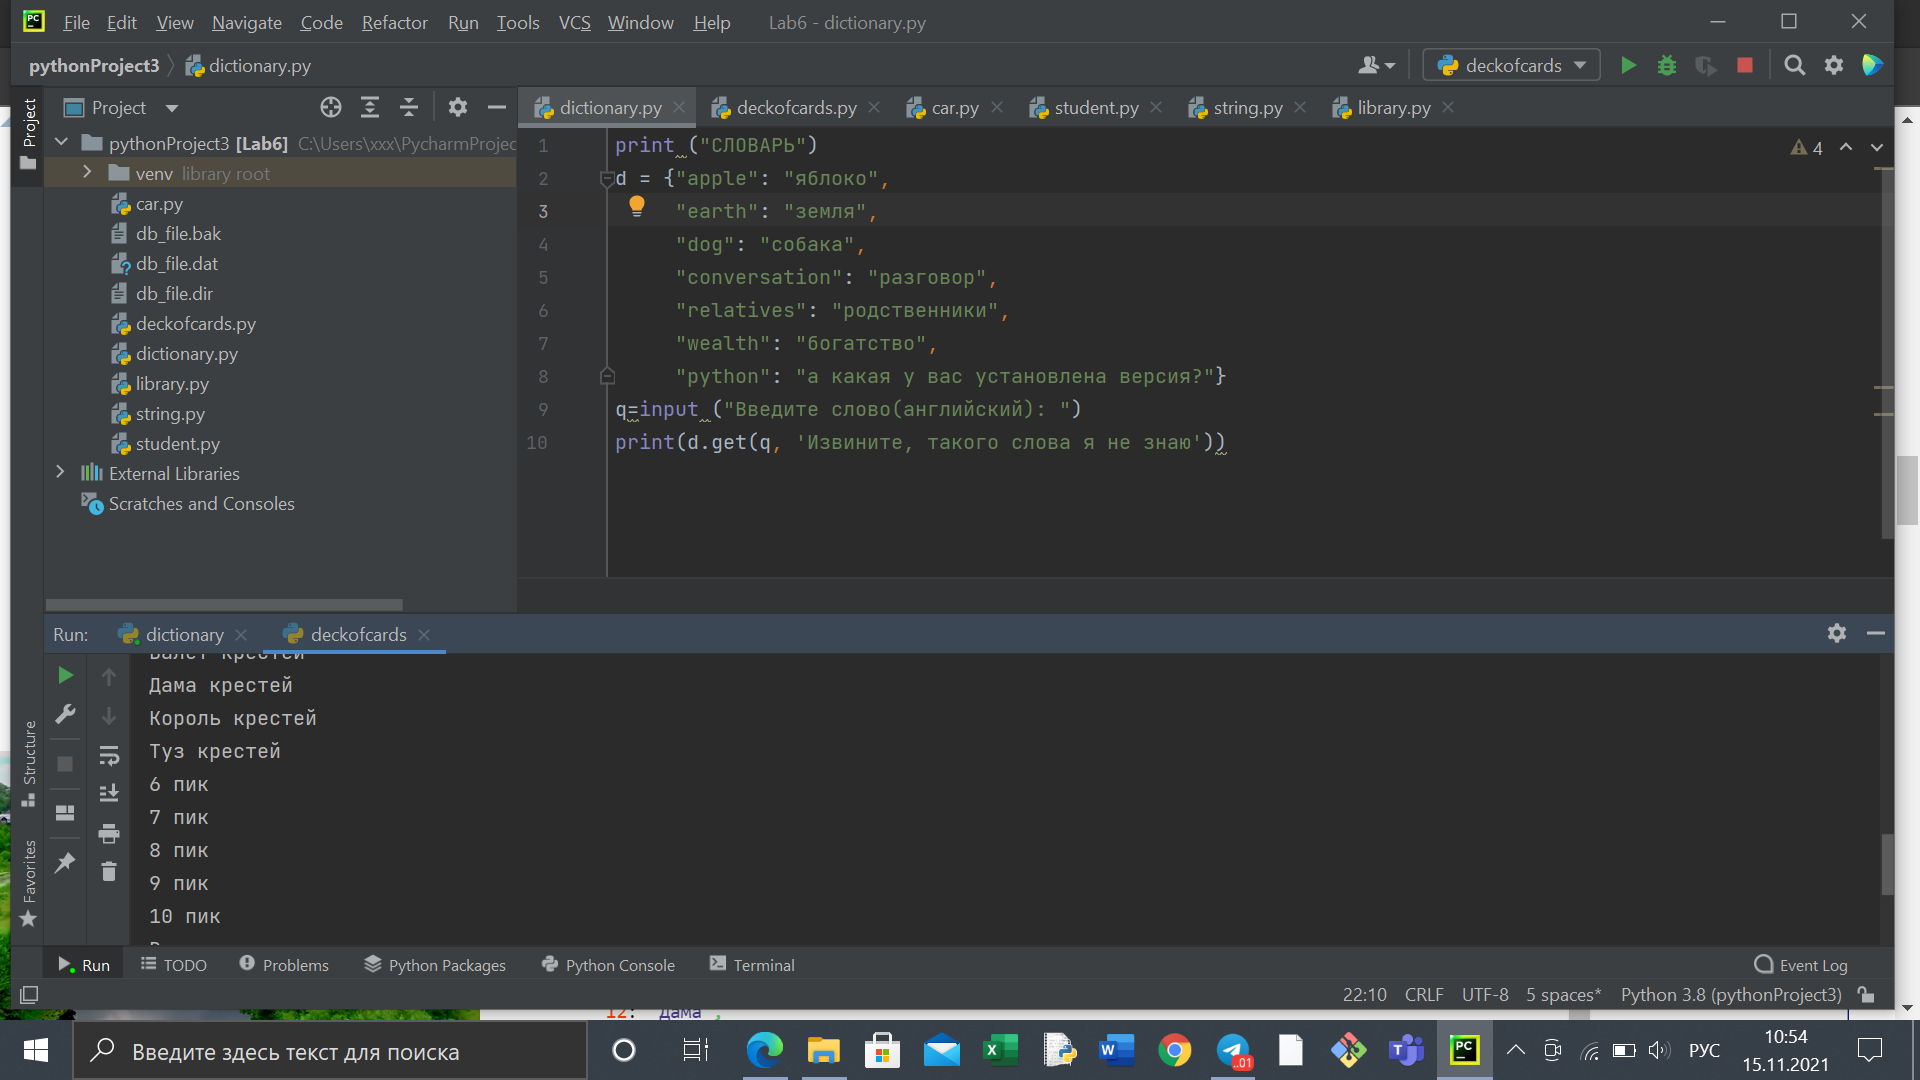 File Edit View Navigate Code Refactor Run Tools VCS Window Help Lab6 - dictionary.py
pythonProject3 dictionary.py deckofcards
Project
Project
dictionary.py deckofcards.py car.py student.py string.py library.py
pythonProject3 [Lab6] C:\Users\xxx\PycharmProjec
venv library root
car.py
db_file.bak
db_file.dat
db_file.dir
deckofcards.py
dictionary.py
library.py
string.py
student.py
External Libraries
Scratches and Consoles
4
1 print ("СЛОВАРЬ")
2 d = {"apple": "яблоко",
3 "earth": "земля",
4 "dog": "собака",
5 "conversation": "разговор",
6 "relatives": "родственники",
7 "wealth": "богатство",
8 "python": "а какая у вас установлена версия?"}
9 q=input ("Введите слово(английский): ")
10 print(d.get(q, 'Извините, такого слова я не знаю'))
Run: dictionary deckofcards
Валет крестей
Дама крестей
Король крестей
Туз крестей
6 пик
7 пик
8 пик
9 пик
10 пик
Structure
Favorites
Run TODO Problems Python Packages Python Console Terminal Event Log
22:10 CRLF UTF-8 5 spaces* Python 3.8 (pythonProject3)
12: Дама ,
Введите здесь текст для поиска
..01
РУС
10:54
15.11.2021